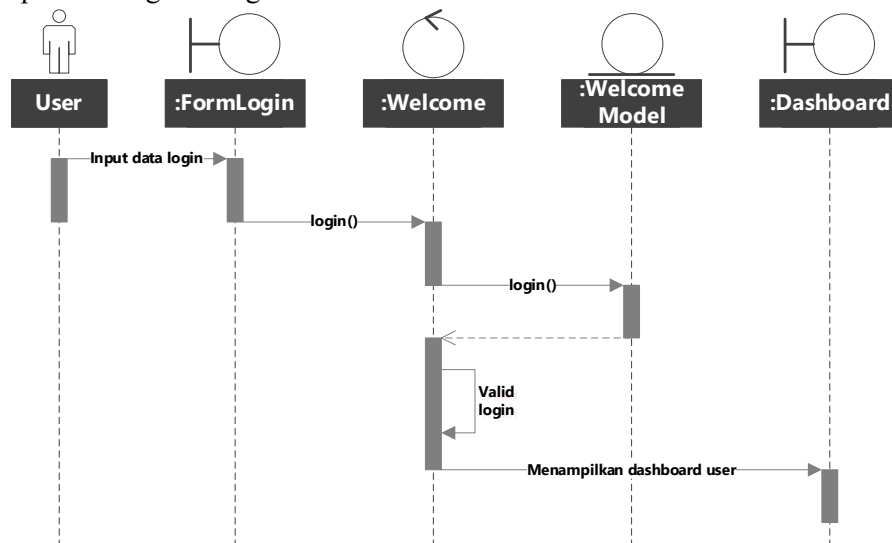 User
:FormLogin
:Welcome
:Welcome
Model
:Dashboard
Input data login
login()
login()
Valid
login
Menampilkan dashboard user